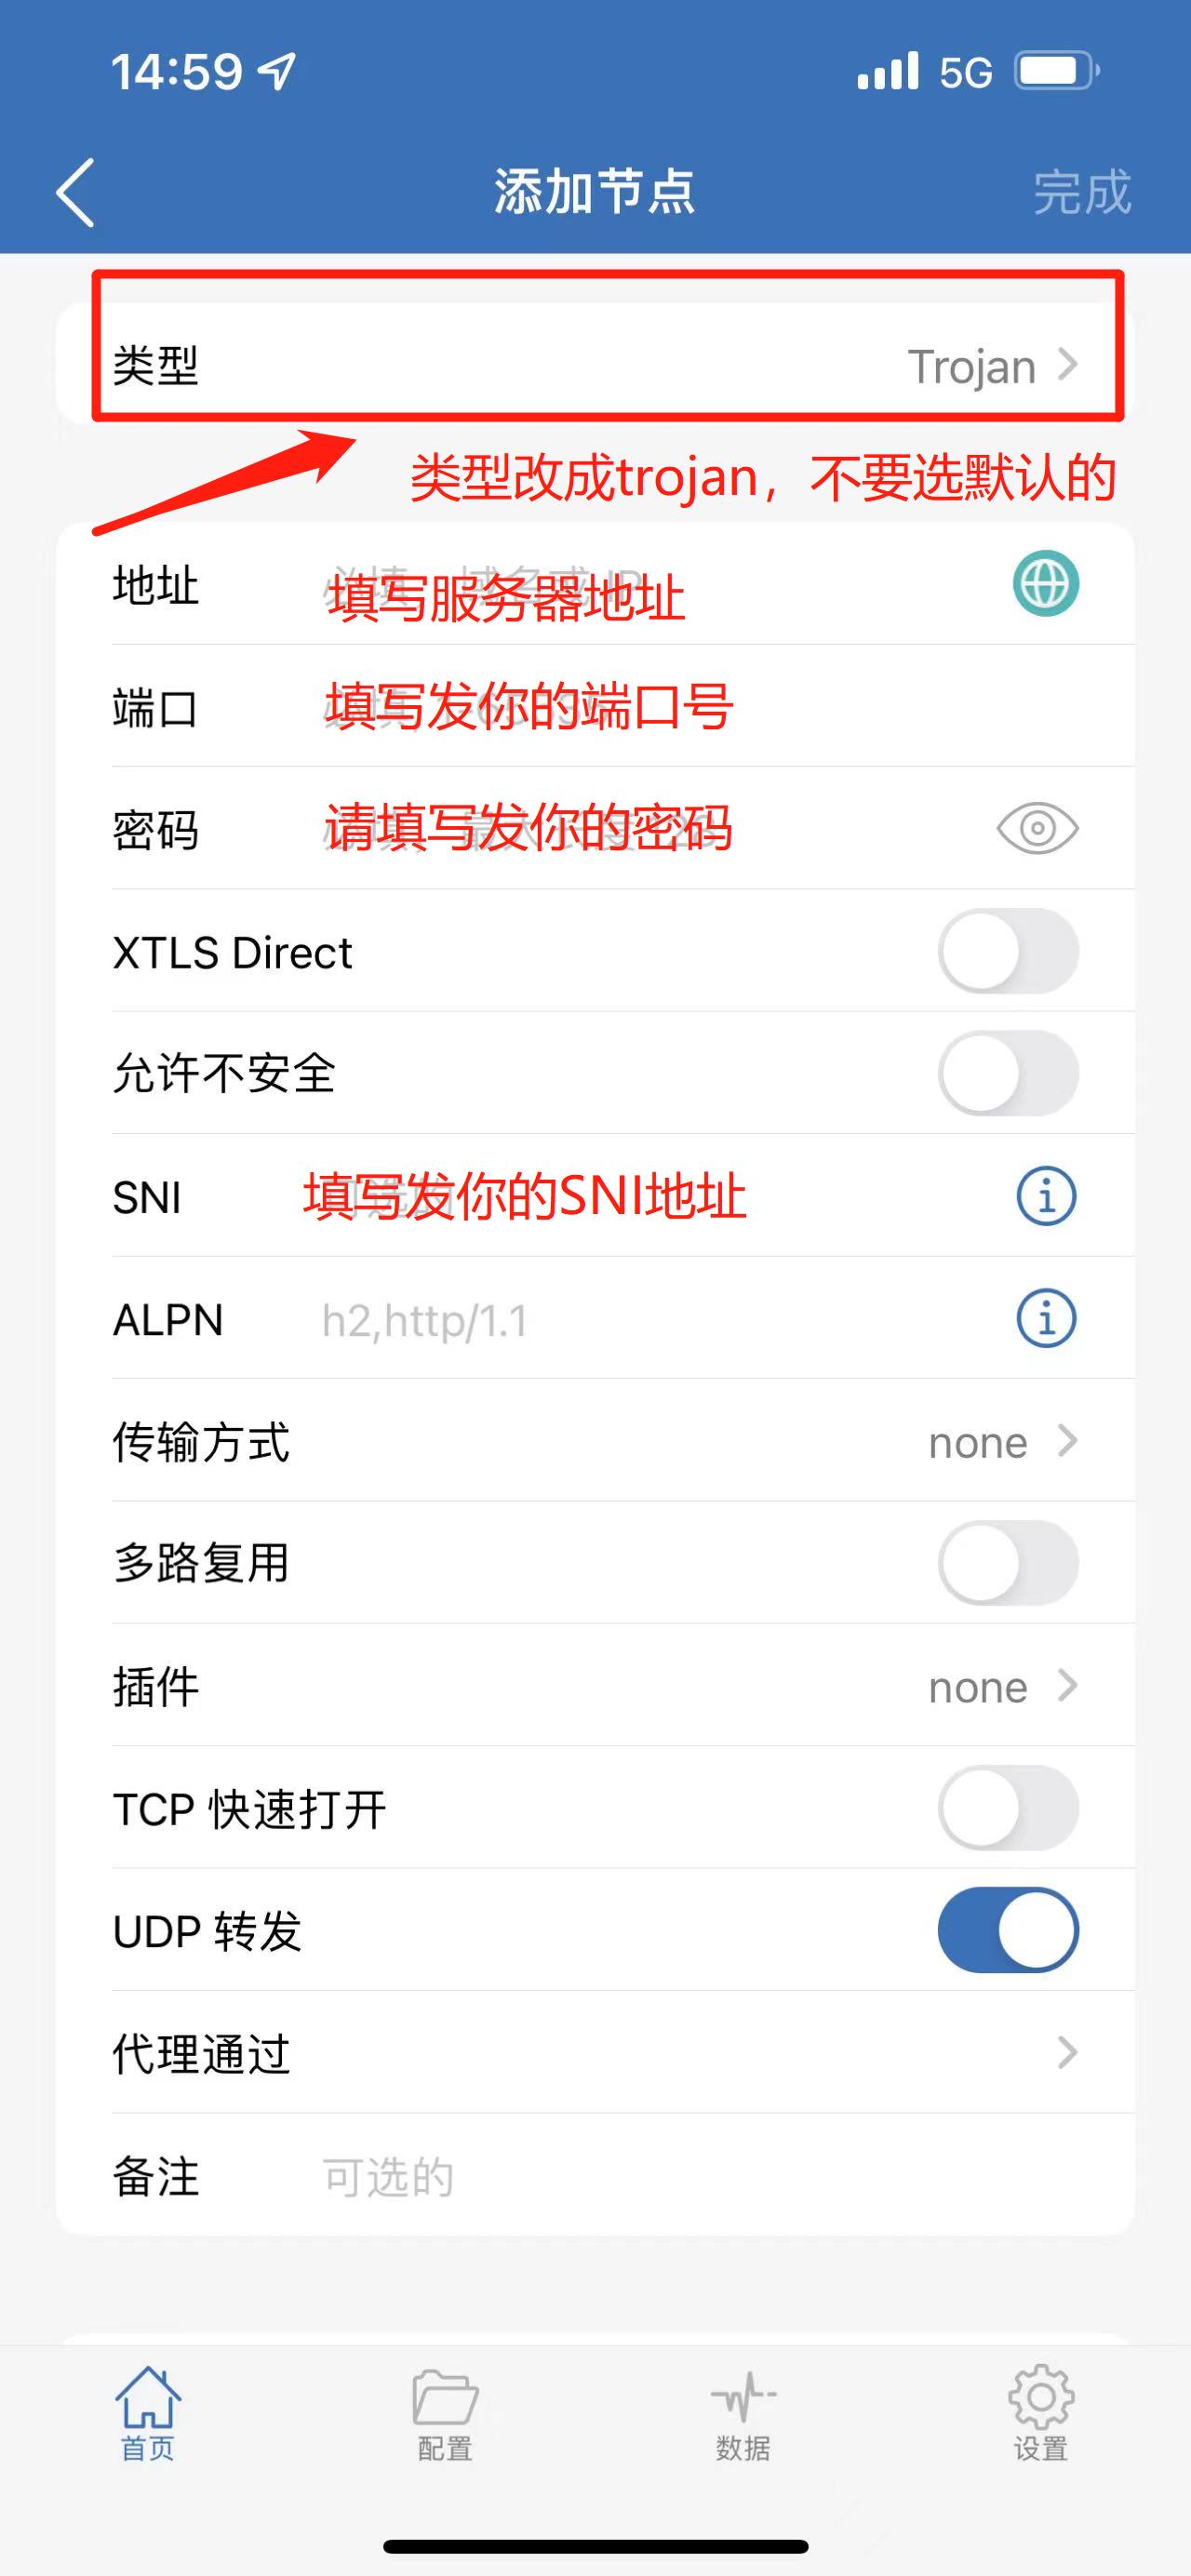 14:59
5G
添加节点
完成
类型
Trojan
类型改成trojan，不要选默认的
地址
填写服务器地址
端口
填写发你的端口号
密码
请填写发你的密码
XTLS Direct
允许不安全
SNI
填写发你的SNI地址
ALPN
h2,http/1.1
传输方式
none
多路复用
插件
none
TCP 快速打开
UDP 转发
代理通过
备注
可选的
首页
配置
数据
设置